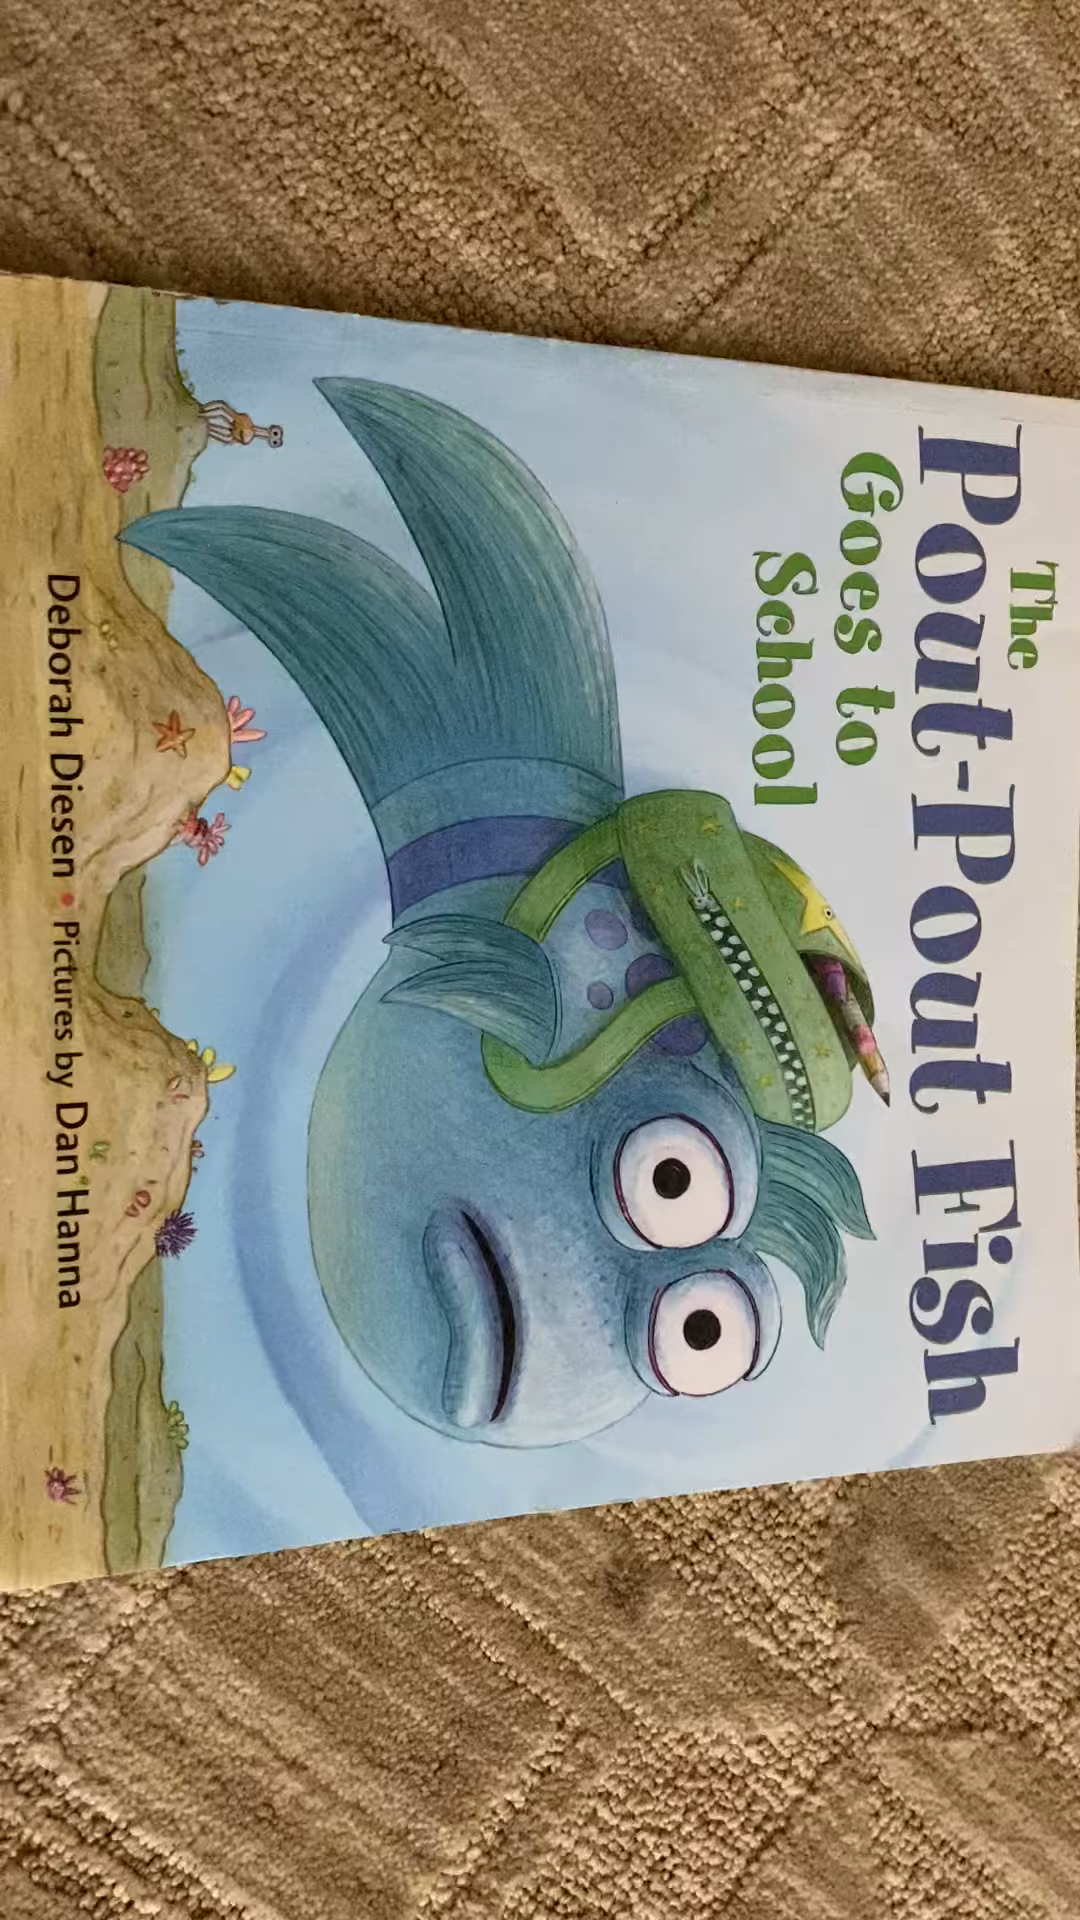 The
Pout-Pout Fish
Goes to
School
Deborah Diesen • Pictures by Dan Hanna